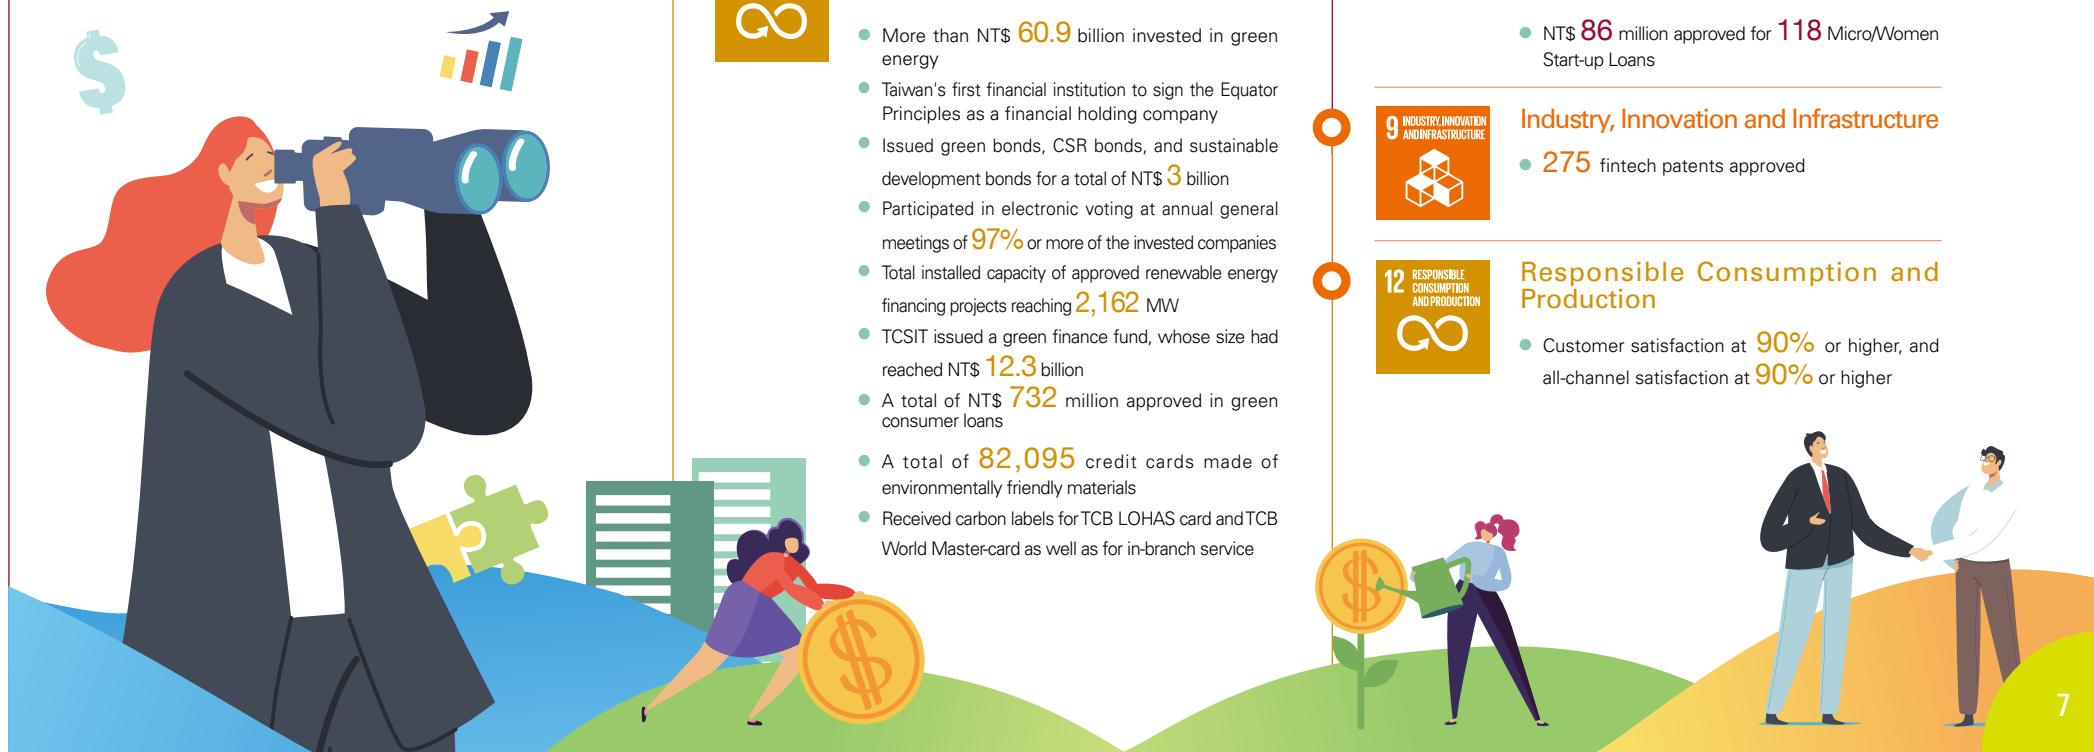 More than NT$ 60.9 billion invested in green
energy
Taiwan's first financial institution to sign the Equator
Principles as a financial holding company
Issued green bonds, CSR bonds, and sustainable
development bonds for a total of NT$ 3 billion
Participated in electronic voting at annual general
meetings of 97% or more of the invested companies
Total installed capacity of approved renewable energy
financing projects reaching 2,162 MW
TCSIT issued a green finance fund, whose size had
reached NT$ 12.3 billion
A total of NT$ 732 million approved in green
consumer loans
A total of 82,095 credit cards made of
environmentally friendly materials
Received carbon labels for TCB LOHAS card and TCB
World Master-card as well as for in-branch service
NT$ 86 million approved for 118 Micro/Women
Start-up Loans
9 INDUSTRY, INNOVATION
AND INFRASTRUCTURE
Industry, Innovation and Infrastructure
275 fintech patents approved
12 RESPONSIBLE
CONSUMPTION
AND PRODUCTION
Responsible Consumption and
Production
Customer satisfaction at 90% or higher, and
all-channel satisfaction at 90% or higher
7